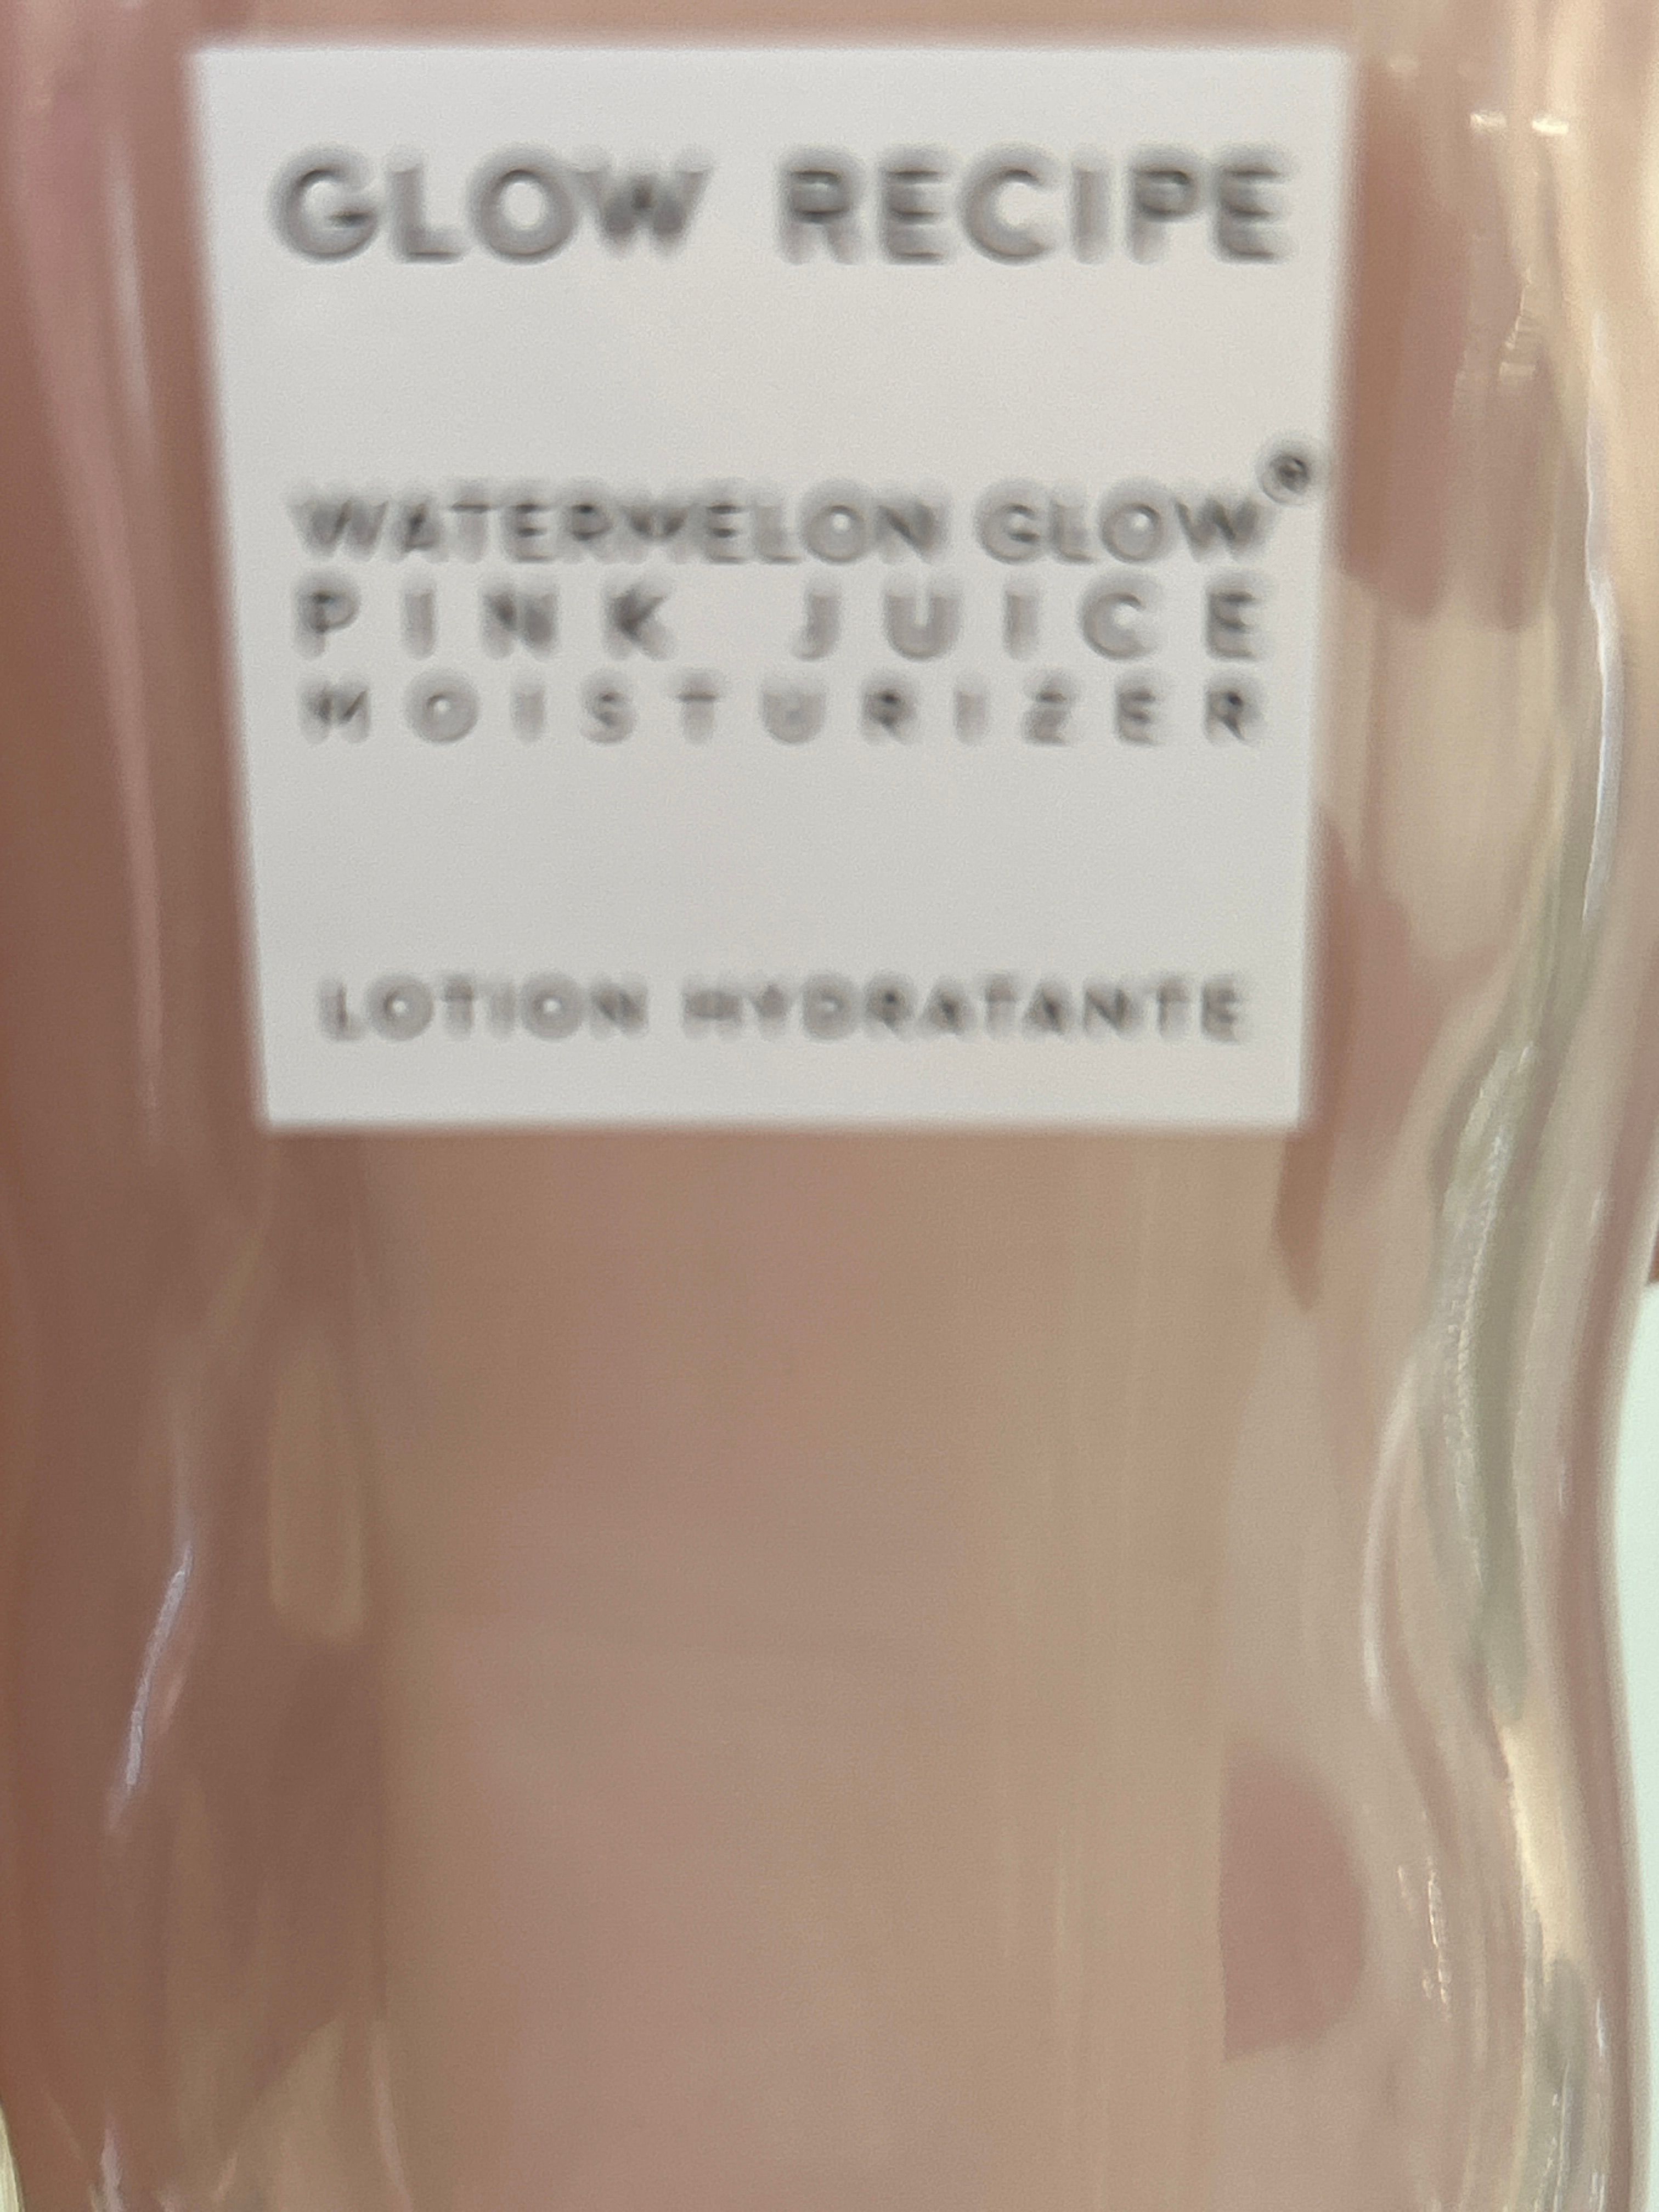 GLOW RECIPE
WATERMELON GLOW®
PINK JUICE
MOISTURIZER
LOTION HYDRATANTE